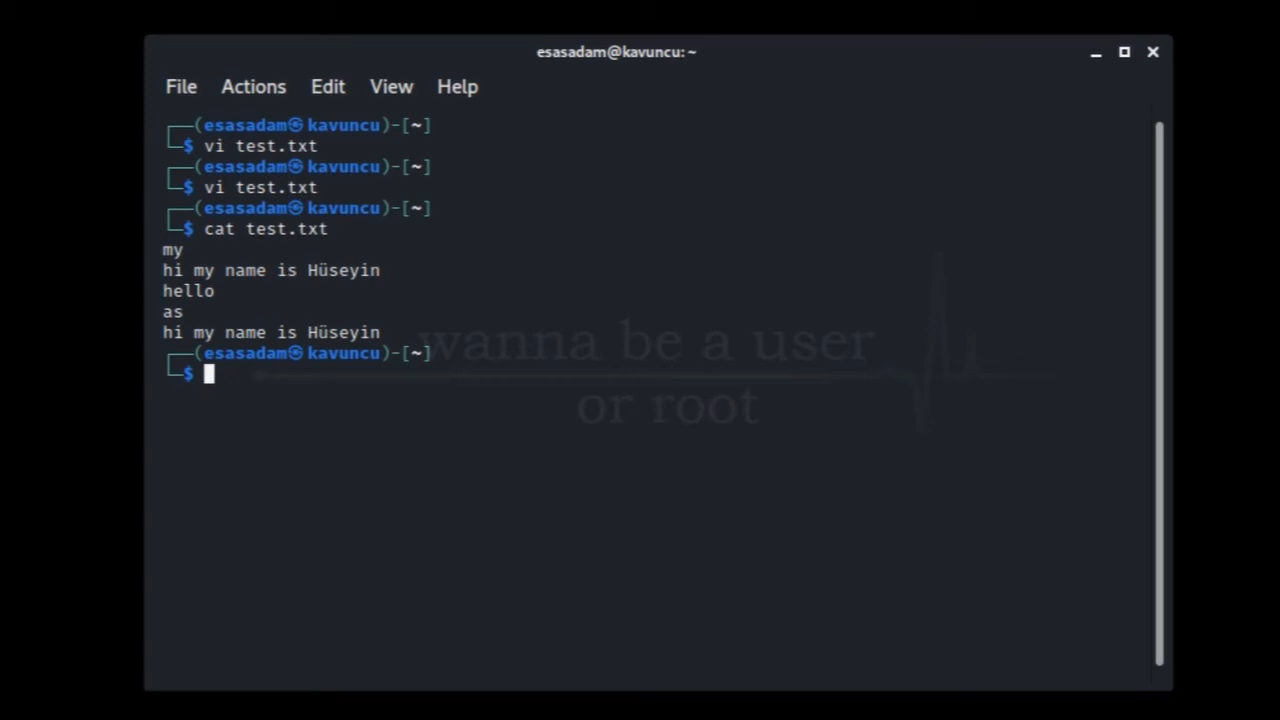 esasadam@kavuncu: ~
File Actions Edit View Help
┌──(esasadam㉿kavuncu)-[~]
└─$ vi test.txt
┌──(esasadam㉿kavuncu)-[~]
└─$ vi test.txt
┌──(esasadam㉿kavuncu)-[~]
└─$ cat test.txt
my
hi my name is Hüseyin
hello
as
hi my name is Hüseyin
┌──(esasadam㉿kavuncu)-[~]
└─$
wanna be a user
or root